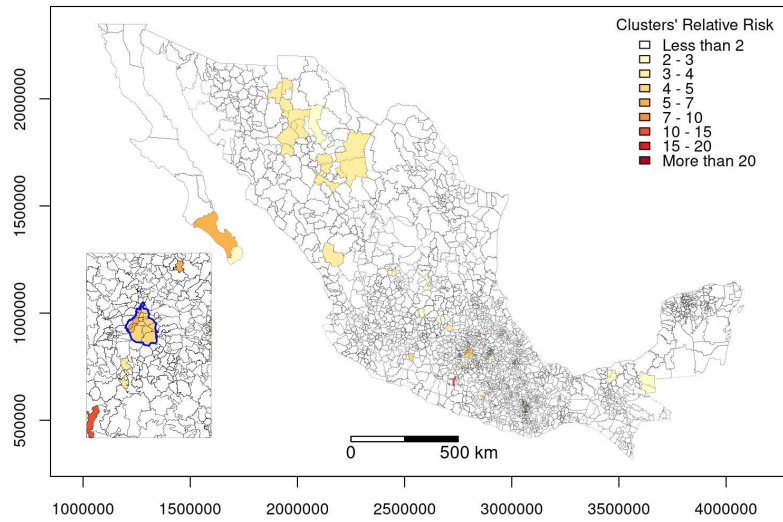 Clusters' Relative Risk
Less than 2
2 - 3
3 - 4
4 - 5
5 - 7
7 - 10
10 - 15
15 - 20
More than 20
2000000
1500000
1000000
500000
0 500 km
1000000 1500000 2000000 2500000 3000000 3500000 4000000